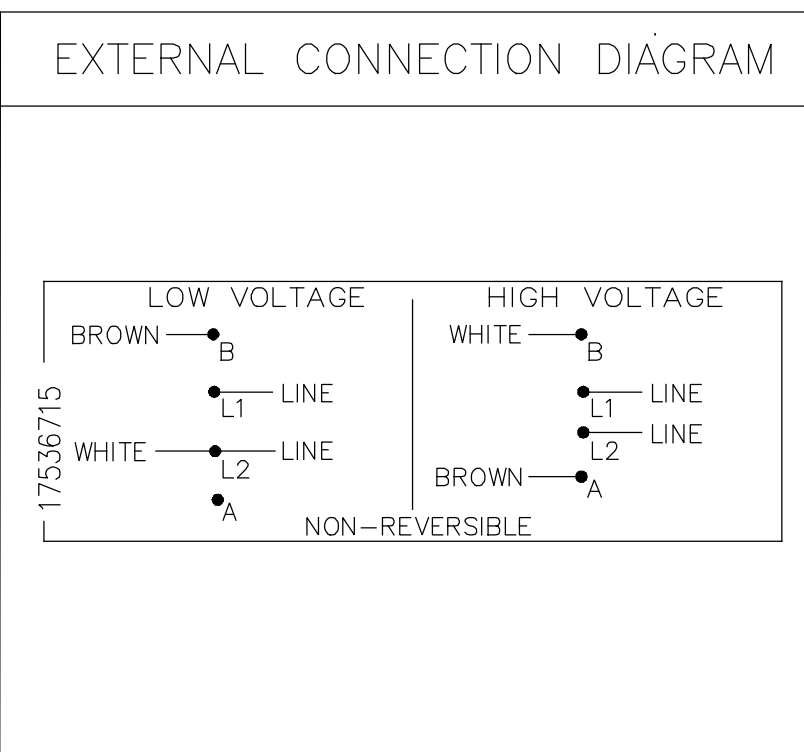 EXTERNAL CONNECTION DIAGRAM
LOW VOLTAGE
BROWN
B
L1
LINE
WHITE
L2
LINE
A
HIGH VOLTAGE
WHITE
B
L1
LINE
L2
LINE
BROWN
A
NON-REVERSIBLE
17536715